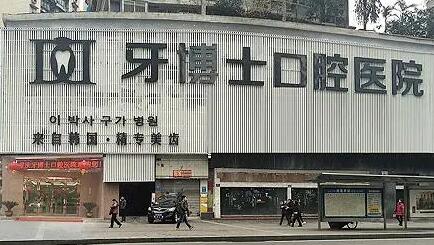 牙博士口腔医院
이 박사 구가 병원
来自韩国·精专美齿